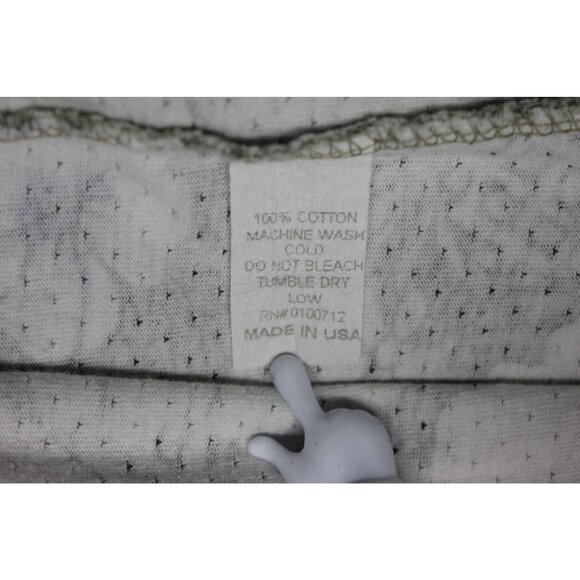 100% COTTON
MACHINE WASH
COLD
DO NOT BLEACH
TUMBLE DRY
LOW
RN# 0100712
MADE IN USA